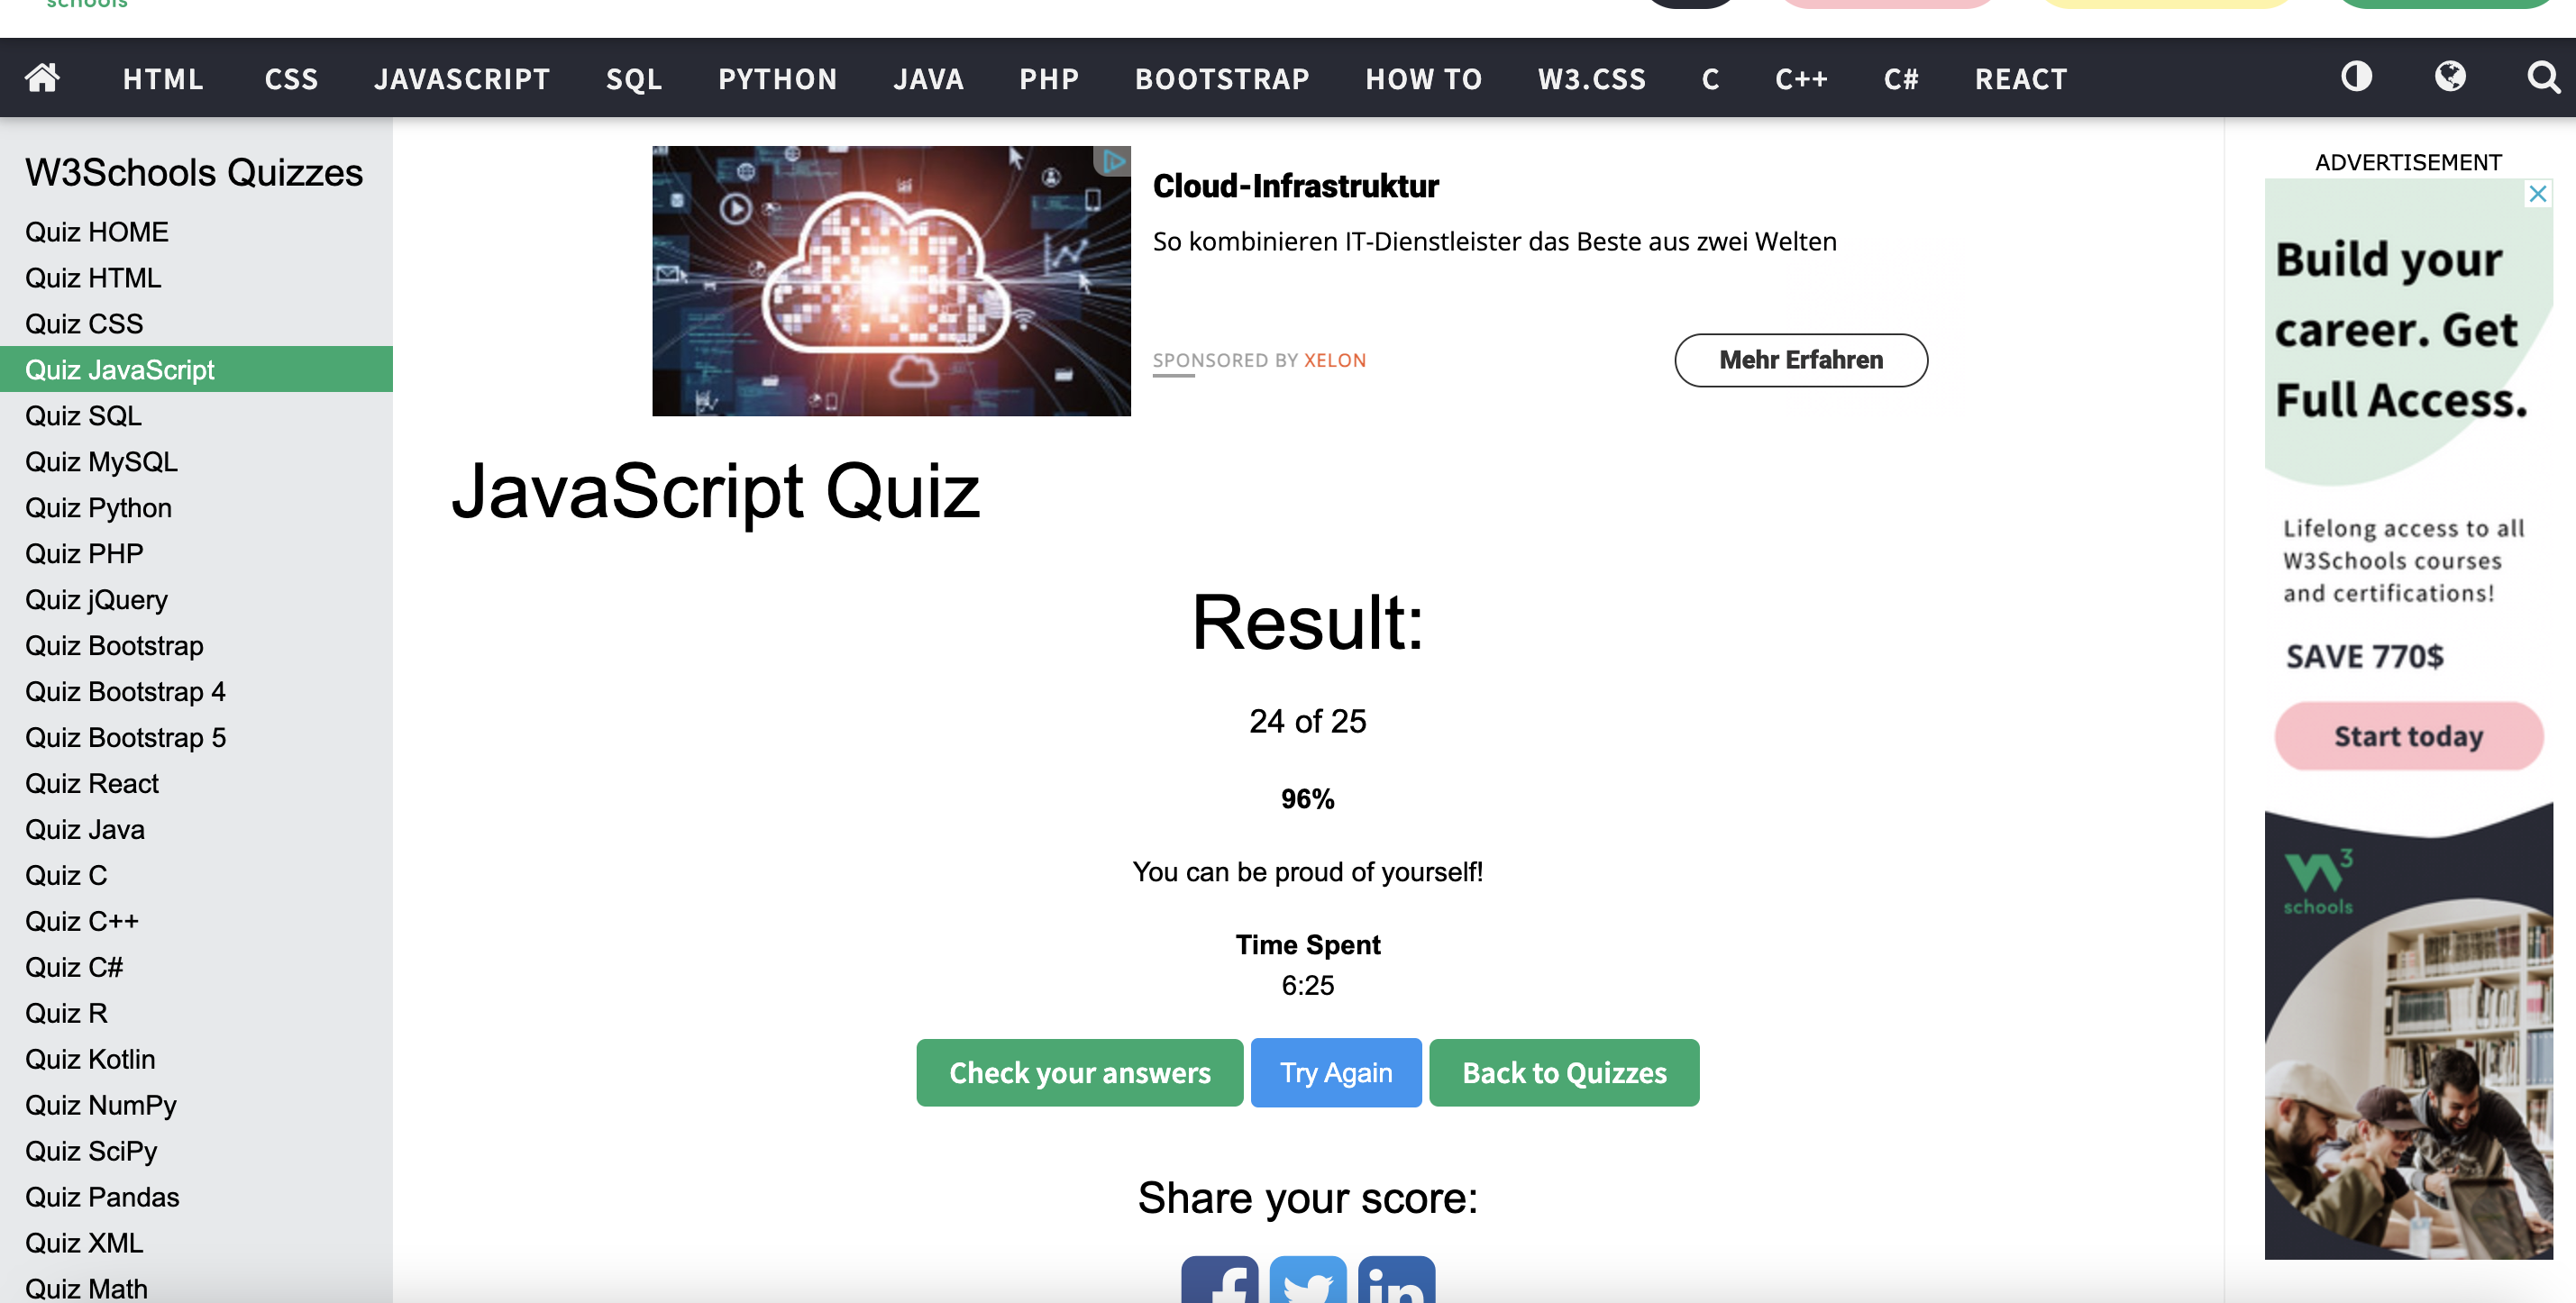 schools
HTML CSS JAVASCRIPT SQL PYTHON JAVA PHP BOOTSTRAP HOW TO W3.CSS C C++ C# REACT
W3Schools Quizzes
Quiz HOME
Quiz HTML
Quiz CSS
Quiz JavaScript
Quiz SQL
Quiz MySQL
Quiz Python
Quiz PHP
Quiz jQuery
Quiz Bootstrap
Quiz Bootstrap 4
Quiz Bootstrap 5
Quiz React
Quiz Java
Quiz C
Quiz C++
Quiz C#
Quiz R
Quiz Kotlin
Quiz NumPy
Quiz SciPy
Quiz Pandas
Quiz XML
Quiz Math
Cloud-Infrastruktur
So kombinieren IT-Dienstleister das Beste aus zwei Welten
SPONSORED BY XELON
Mehr Erfahren
JavaScript Quiz
Result:
24 of 25
96%
You can be proud of yourself!
Time Spent
6:25
Check your answers Try Again Back to Quizzes
Share your score:
f in
ADVERTISEMENT
Build your
career. Get
Full Access.
Lifelong access to all
W3Schools courses
and certifications!
SAVE 770$
Start today
W3
schools